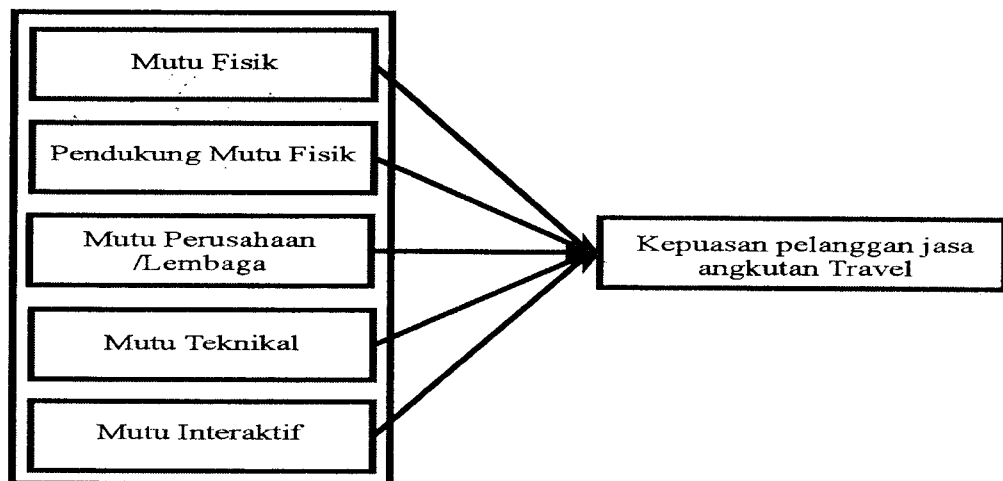 Mutu Fisik
Pendukung Mutu Fisik
Mutu Perusahaan
/Lembaga
Mutu Teknikal
Mutu Interaktif
Kepuasan pelanggan jasa
angkutan Travel